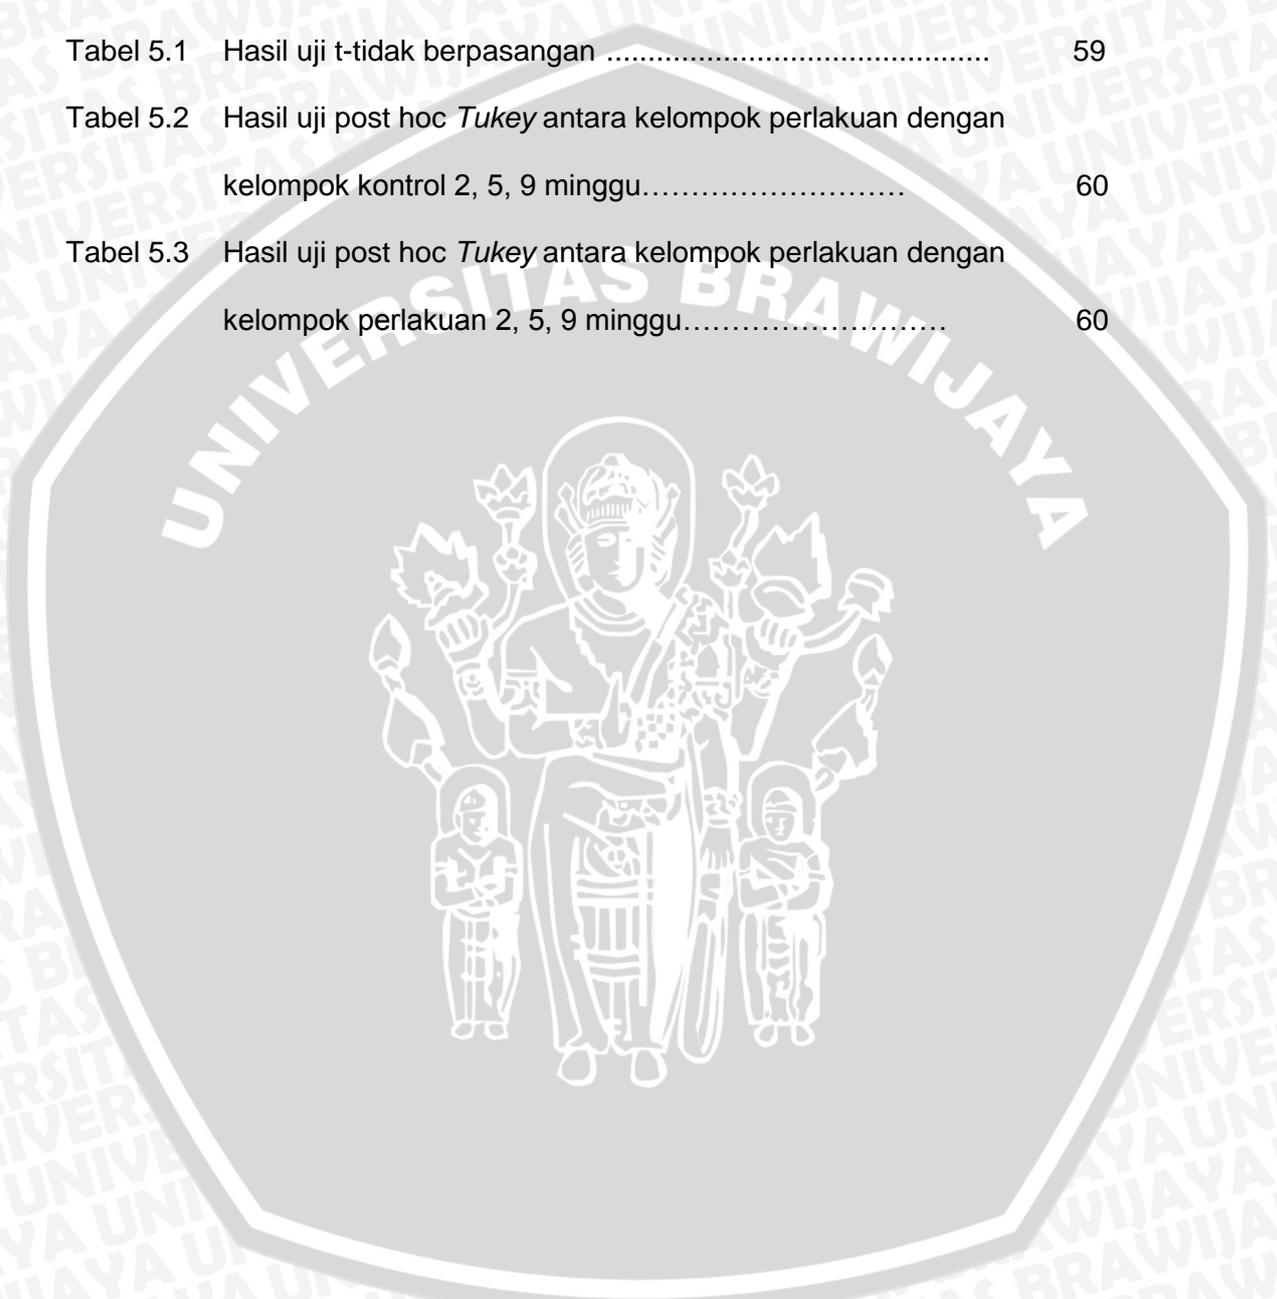 Tabel 5.1 Hasil uji t-tidak berpasangan .......................................... 59
Tabel 5.2 Hasil uji post hoc Tukey antara kelompok perlakuan dengan
kelompok kontrol 2, 5, 9 minggu……………………… 60
Tabel 5.3 Hasil uji post hoc Tukey antara kelompok perlakuan dengan
kelompok perlakuan 2, 5, 9 minggu……………………… 60
UNIVERSITAS BRAWIJAYA